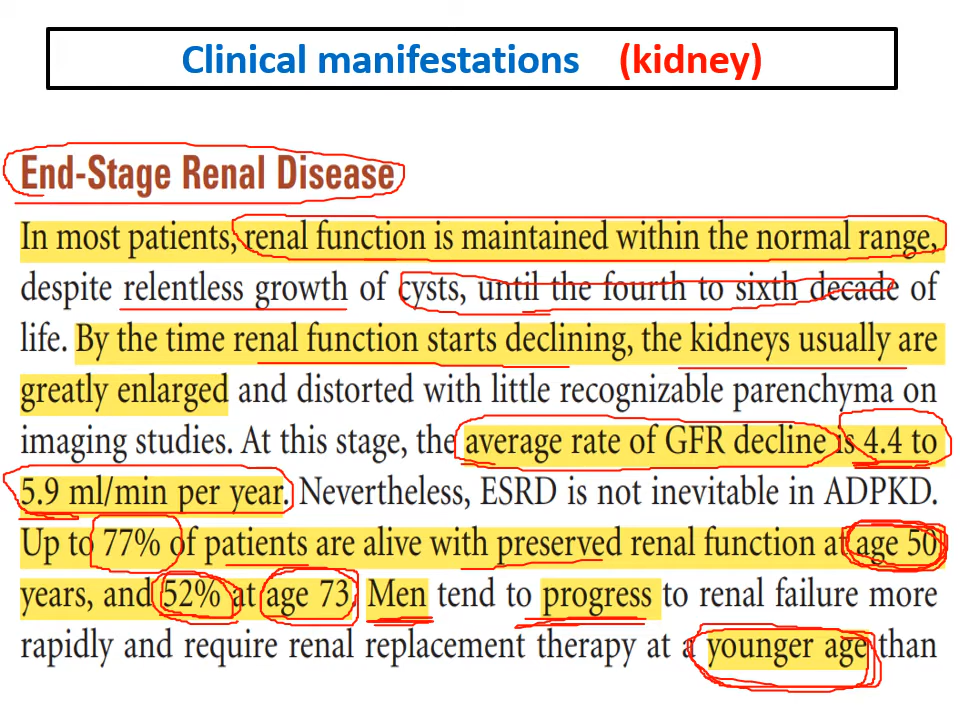 Clinical manifestations (kidney)
End-Stage Renal Disease
In most patients, renal function is maintained within the normal range,
despite relentless growth of cysts, until the fourth to sixth decade of
life. By the time renal function starts declining, the kidneys usually are
greatly enlarged and distorted with little recognizable parenchyma on
imaging studies. At this stage, the average rate of GFR decline is 4.4 to
5.9 ml/min per year. Nevertheless, ESRD is not inevitable in ADPKD.
Up to 77% of patients are alive with preserved renal function at age 50
years, and 52% at age 73. Men tend to progress to renal failure more
rapidly and require renal replacement therapy at a younger age than